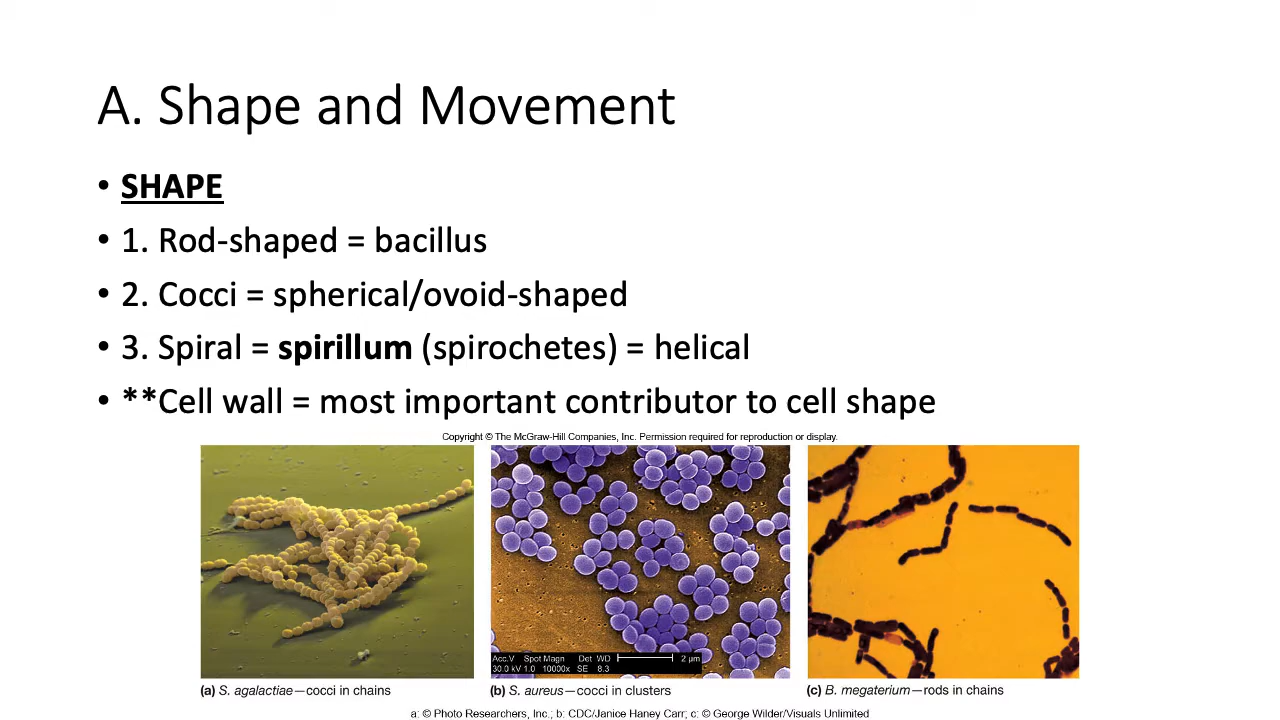 A. Shape and Movement
• SHAPE
• 1. Rod-shaped = bacillus
• 2. Cocci = spherical/ovoid-shaped
• 3. Spiral = spirillum (spirochetes) = helical
• **Cell wall = most important contributor to cell shape
Copyright © The McGraw-Hill Companies, Inc. Permission required for reproduction or display.
Acc.V Spot Magn Det WD 2 µm
30.0 kV 1.0 10000x SE 8.3
(a) S. agalactiae—cocci in chains
(b) S. aureus—cocci in clusters
(c) B. megaterium—rods in chains
a: © Photo Researchers, Inc.; b: CDC/Janice Haney Carr; c: © George Wilder/Visuals Unlimited